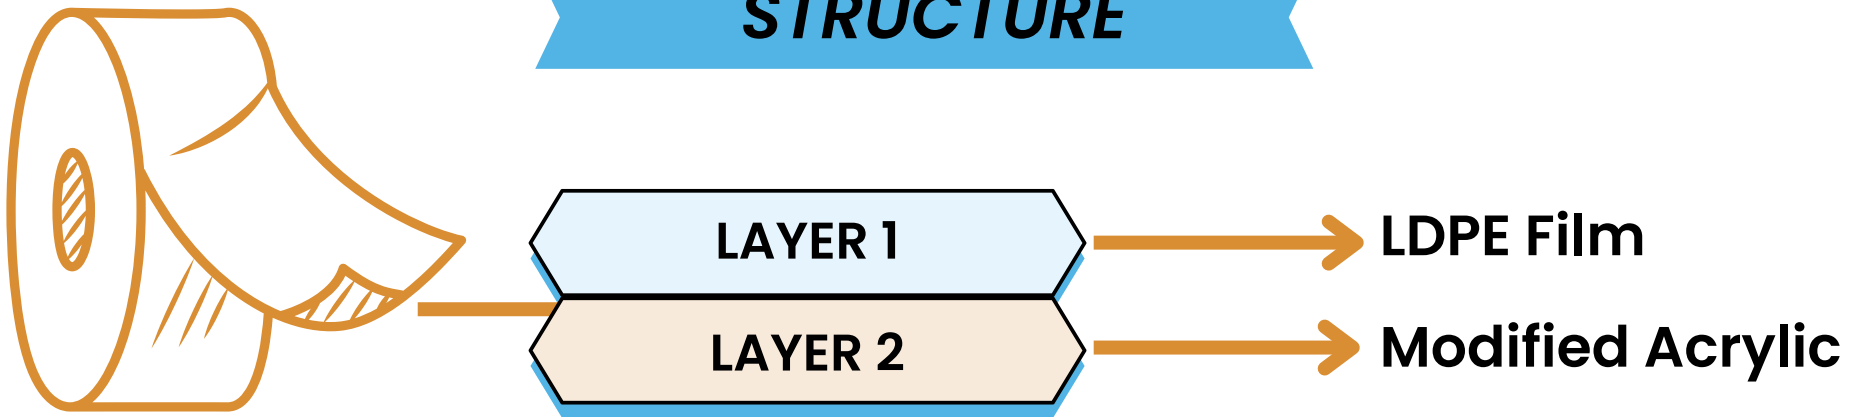 STRUCTURE
LAYER 1
LDPE Film
LAYER 2
Modified Acrylic